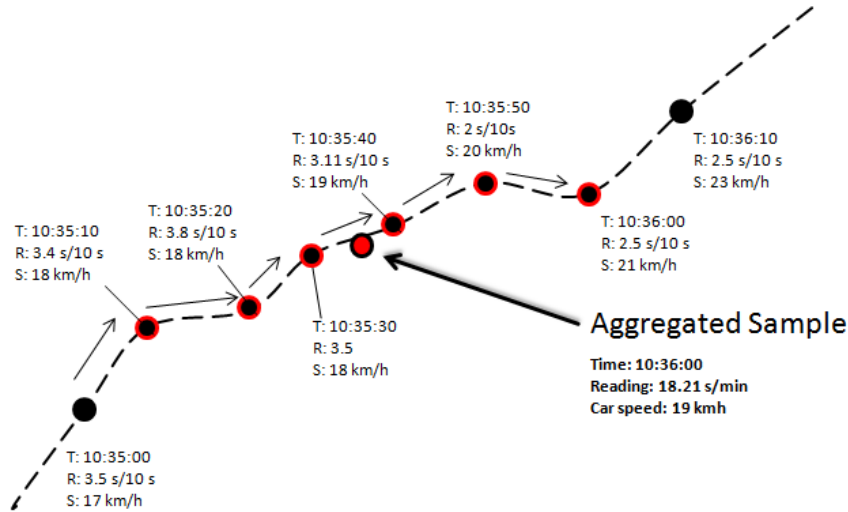 T: 10:35:50
R: 2 s/10s
S: 20 km/h
T: 10:35:40
R: 3.11 s/10 s
S: 19 km/h
T: 10:36:10
R: 2.5 s/10 s
S: 23 km/h
T: 10:35:20
R: 3.8 s/10 s
S: 18 km/h
T: 10:35:10
R: 3.4 s/10 s
S: 18 km/h
T: 10:36:00
R: 2.5 s/10 s
S: 21 km/h
T: 10:35:30
R: 3.5
S: 18 km/h
Aggregated Sample
Time: 10:36:00
Reading: 18.21 s/min
Car speed: 19 kmh
T: 10:35:00
R: 3.5 s/10 s
S: 17 km/h